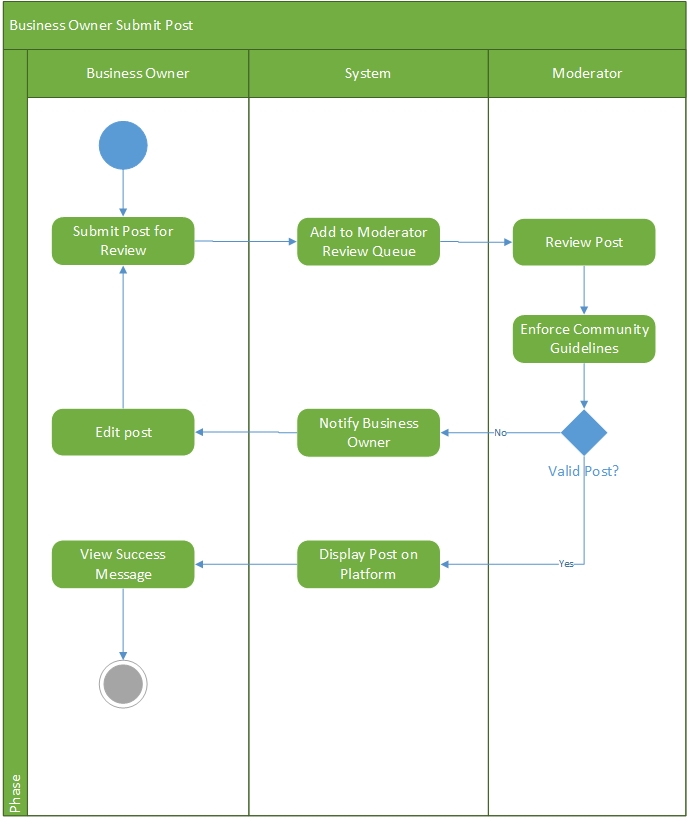 Business Owner Submit Post
Business Owner
System
Moderator
Submit Post for
Review
Add to Moderator
Review Queue
Review Post
Enforce Community
Guidelines
Edit post
Notify Business
Owner
No
Valid Post?
View Success
Message
Display Post on
Platform
Yes
Phase